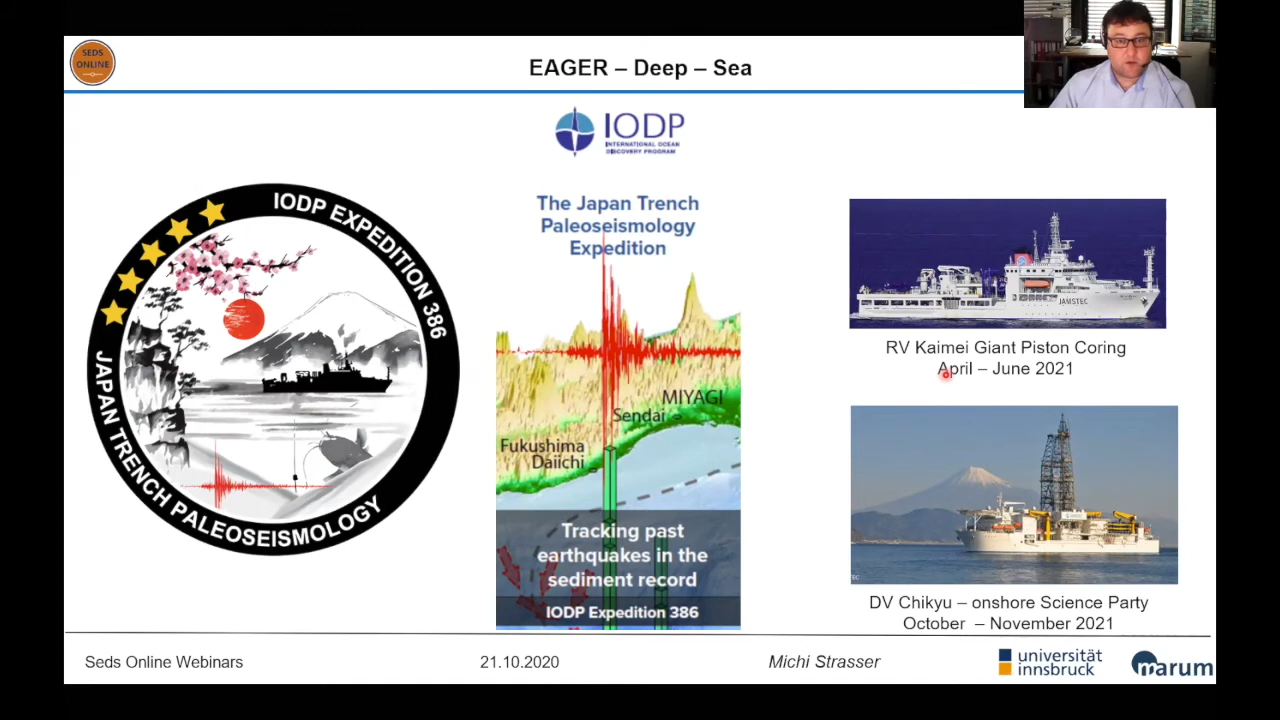 SEDS
ONLINE
EAGER – Deep – Sea
IODP
INTERNATIONAL OCEAN
DISCOVERY PROGRAM
IODP EXPEDITION 386
JAPAN TRENCH PALEOSEISMOLOGY
The Japan Trench
Paleoseismology
Expedition
MIYAGI
Sendai
Fukushima
Daiichi
Tracking past
earthquakes in the
sediment record
IODP Expedition 386
JAMSTEC
RV Kaimei Giant Piston Coring
April – June 2021
DV Chikyu – onshore Science Party
October – November 2021
Seds Online Webinars
21.10.2020
Michi Strasser
universität
innsbruck
marum